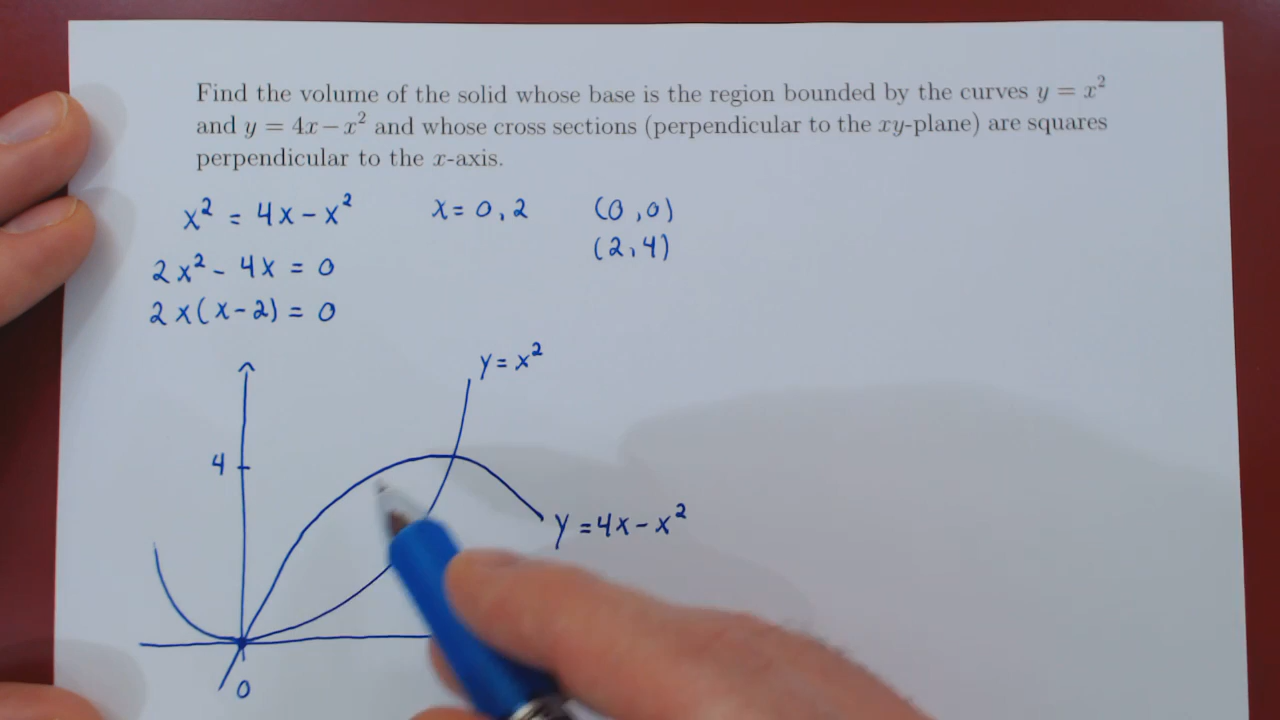 Find the volume of the solid whose base is the region bounded by the curves y = x²
and y = 4x − x² and whose cross sections (perpendicular to the xy-plane) are squares
perpendicular to the x-axis.
x² = 4x − x²
2x² − 4x = 0
2x(x−2) = 0
x = 0, 2
(0,0)
(2,4)
y = x²
4
y = 4x − x²
0